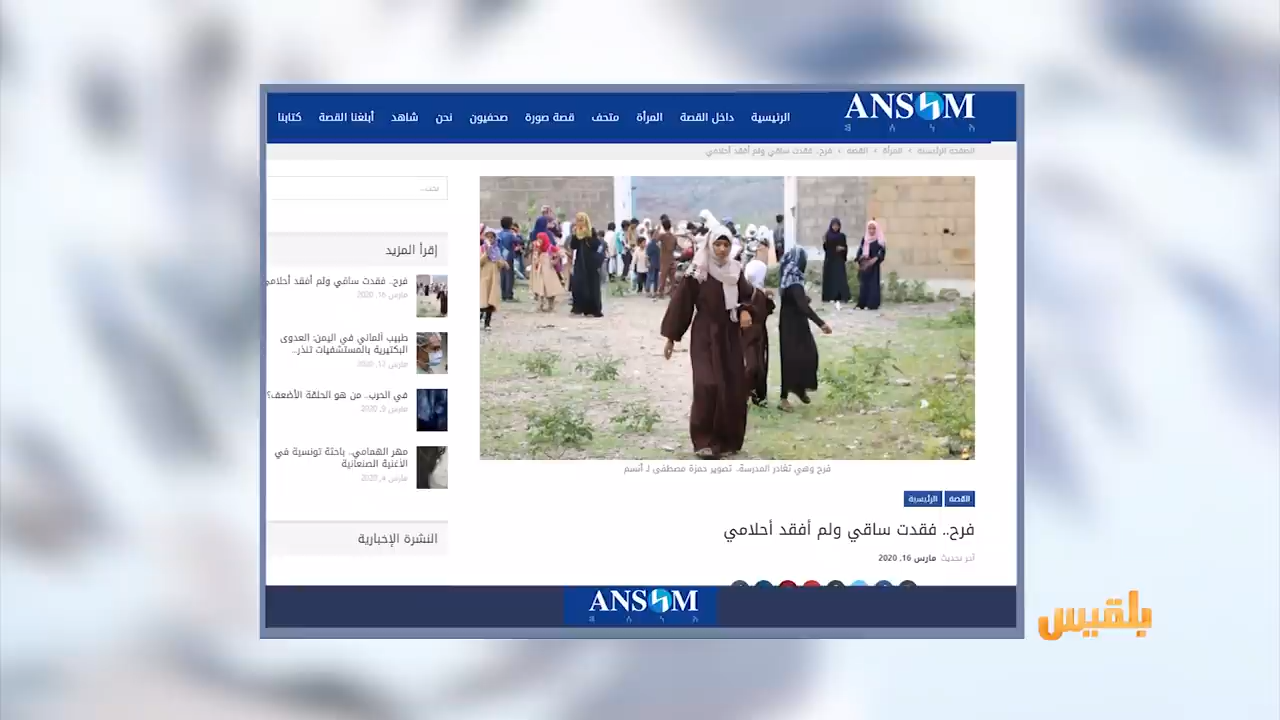 ANSOM
الرئيسية داخل القصة المرأة متحف قصة صورة صحفيون نحن شاهد أبلغنا القصة كتابنا
الصفحة الرئيسية › المرأة › القصة › فرح.. فقدت ساقي ولم أفقد أحلامي
بحث...
فرح وهي تغادر المدرسة، تصوير حمزة مصطفى لـ أنسم
القصة الرئيسية
فرح.. فقدت ساقي ولم أفقد أحلامي
آخر تحديث مارس 16, 2020
إقرأ المزيد
فرح.. فقدت ساقي ولم أفقد أحلامي
مارس 16, 2020
طبيب ألماني في اليمن: العدوى
البكتيرية بالمستشفيات تنذر..
مارس 12, 2020
في الحرب.. من هو الحلقة الأضعف؟
مارس 9, 2020
مهر الهمامي.. باحثة تونسية في
الأغنية الصنعانية
مارس 4, 2020
النشرة الإخبارية
ANSOM
بلقيس